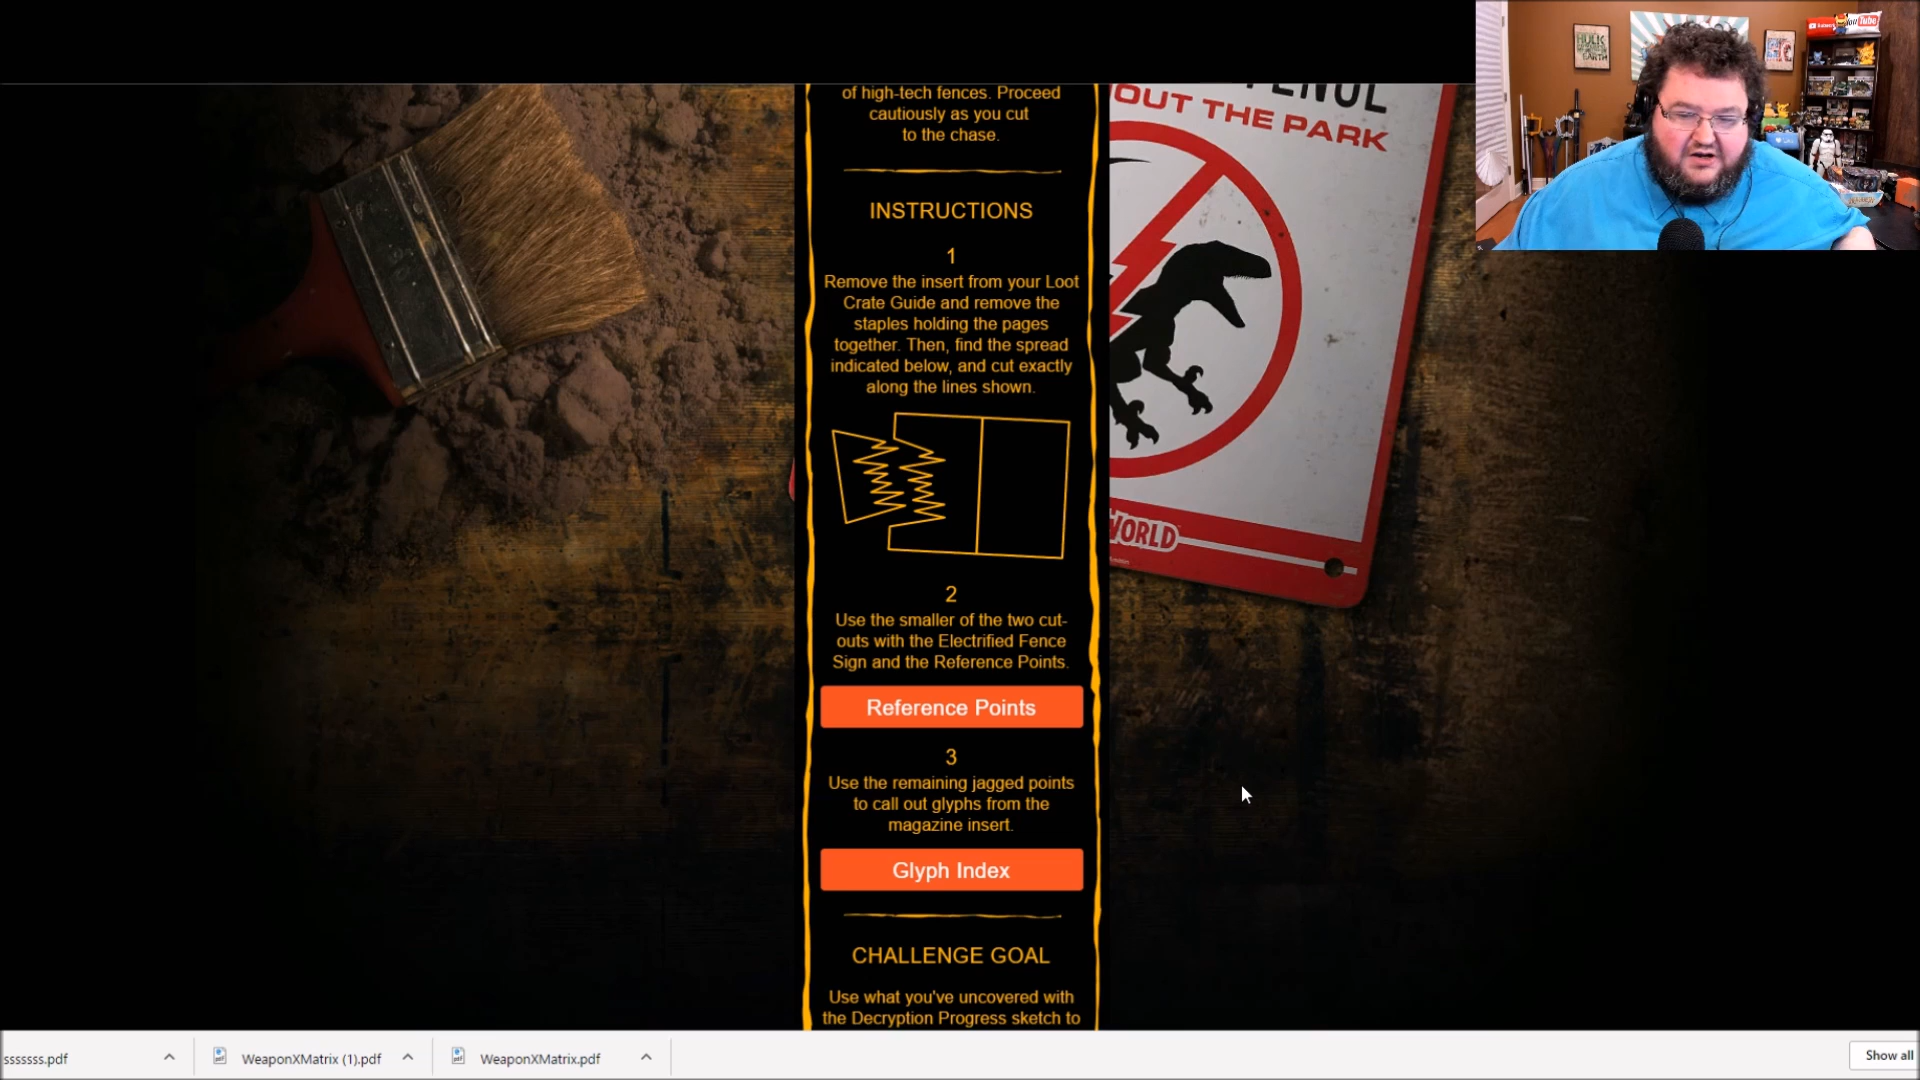 of high-tech fences. Proceed
cautiously as you cut
to the chase.
OUT THE PARK
HULK
EARTH
INSTRUCTIONS
1
Remove the insert from your Loot
Crate Guide and remove the
staples holding the pages
together. Then, find the spread
indicated below, and cut exactly
along the lines shown.
WORLD
2
Use the smaller of the two cut-
outs with the Electrified Fence
Sign and the Reference Points.
Reference Points
3
Use the remaining jagged points
to call out glyphs from the
magazine insert.
Glyph Index
CHALLENGE GOAL
Use what you've uncovered with
the Decryption Progress sketch to
sssssss.pdf
WeaponXMatrix (1).pdf
WeaponXMatrix.pdf
Show all